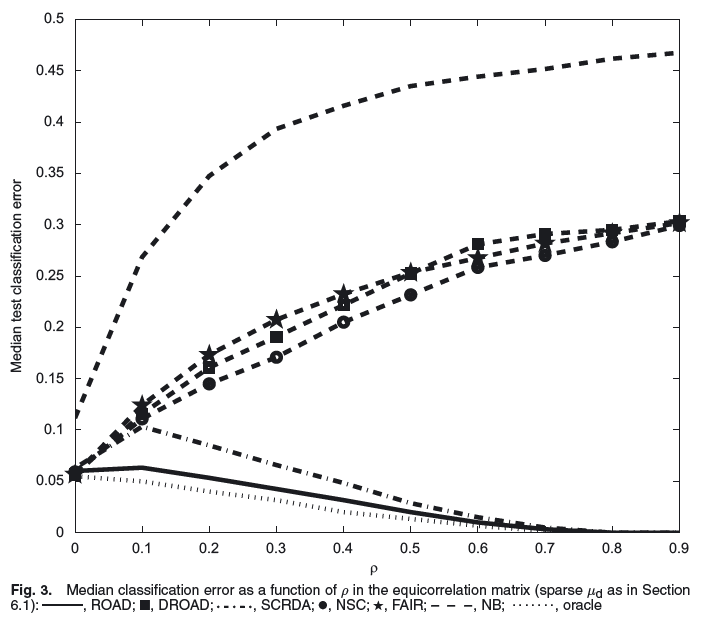 0.5
0.45
0.4
0.35
0.3
0.25
0.2
0.15
0.1
0.05
0
Median test classification error
0 0.1 0.2 0.3 0.4 0.5 0.6 0.7 0.8 0.9
ρ
Fig. 3. Median classification error as a function of ρ in the equicorrelation matrix (sparse μd as in Section
6.1): ———, ROAD; ■, DROAD; ·-·-·-, SCRDA; ●, NSC; ★, FAIR; – – –, NB; ·······, oracle